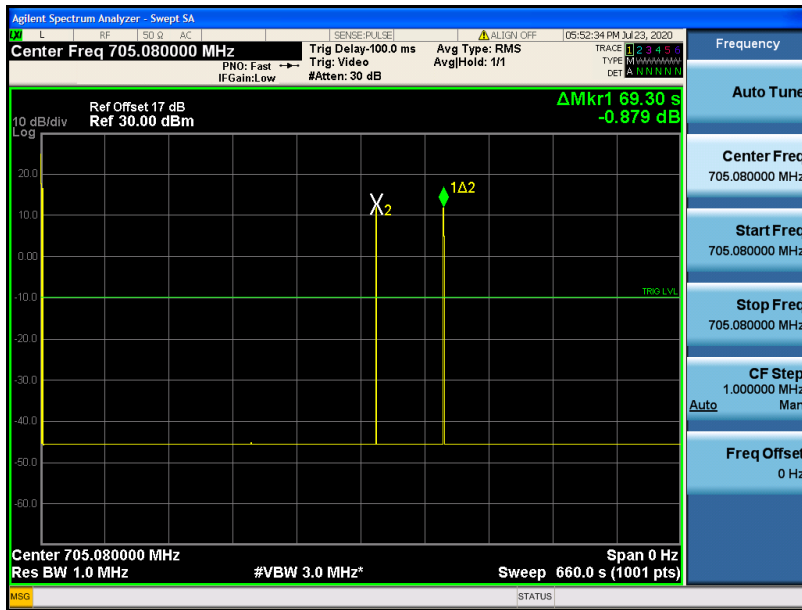 Agilent Spectrum Analyzer - Swept SA
LXI L RF 50 Ω AC SENSE:PULSE ALIGN OFF 05:52:34 PM Jul 23, 2020
Center Freq 705.080000 MHz
Trig Delay-100.0 ms Avg Type: RMS TRACE 1 2 3 4 5 6
PNO: Fast Trig: Video Avg|Hold: 1/1 TYPE M
IFGain:Low #Atten: 30 dB DET A N N N N N
Ref Offset 17 dB ΔMkr1 69.30 s
10 dB/div Ref 30.00 dBm -0.879 dB
Log
20.0
1Δ2
X2
10.0
0.00
TRIG LVL
-10.0
-20.0
-30.0
-40.0
-50.0
-60.0
Center 705.080000 MHz Span 0 Hz
Res BW 1.0 MHz #VBW 3.0 MHz* Sweep 660.0 s (1001 pts)
MSG STATUS
Frequency
Auto Tune
Center Freq
705.080000 MHz
Start Freq
705.080000 MHz
Stop Freq
705.080000 MHz
CF Step
1.000000 MHz
Auto Man
Freq Offset
0 Hz